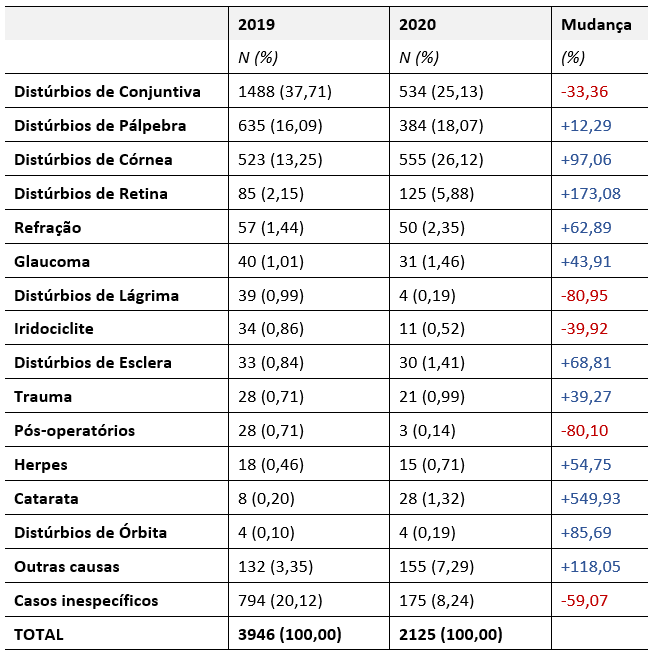 2019 2020 Mudança
N (%) N (%) (%)
Distúrbios de Conjuntiva 1488 (37,71) 534 (25,13) -33,36
Distúrbios de Pálpebra 635 (16,09) 384 (18,07) +12,29
Distúrbios de Córnea 523 (13,25) 555 (26,12) +97,06
Distúrbios de Retina 85 (2,15) 125 (5,88) +173,08
Refração 57 (1,44) 50 (2,35) +62,89
Glaucoma 40 (1,01) 31 (1,46) +43,91
Distúrbios de Lágrima 39 (0,99) 4 (0,19) -80,95
Iridociclite 34 (0,86) 11 (0,52) -39,92
Distúrbios de Esclera 33 (0,84) 30 (1,41) +68,81
Trauma 28 (0,71) 21 (0,99) +39,27
Pós-operatórios 28 (0,71) 3 (0,14) -80,10
Herpes 18 (0,46) 15 (0,71) +54,75
Catarata 8 (0,20) 28 (1,32) +549,93
Distúrbios de Órbita 4 (0,10) 4 (0,19) +85,69
Outras causas 132 (3,35) 155 (7,29) +118,05
Casos inespecíficos 794 (20,12) 175 (8,24) -59,07
TOTAL 3946 (100,00) 2125 (100,00)